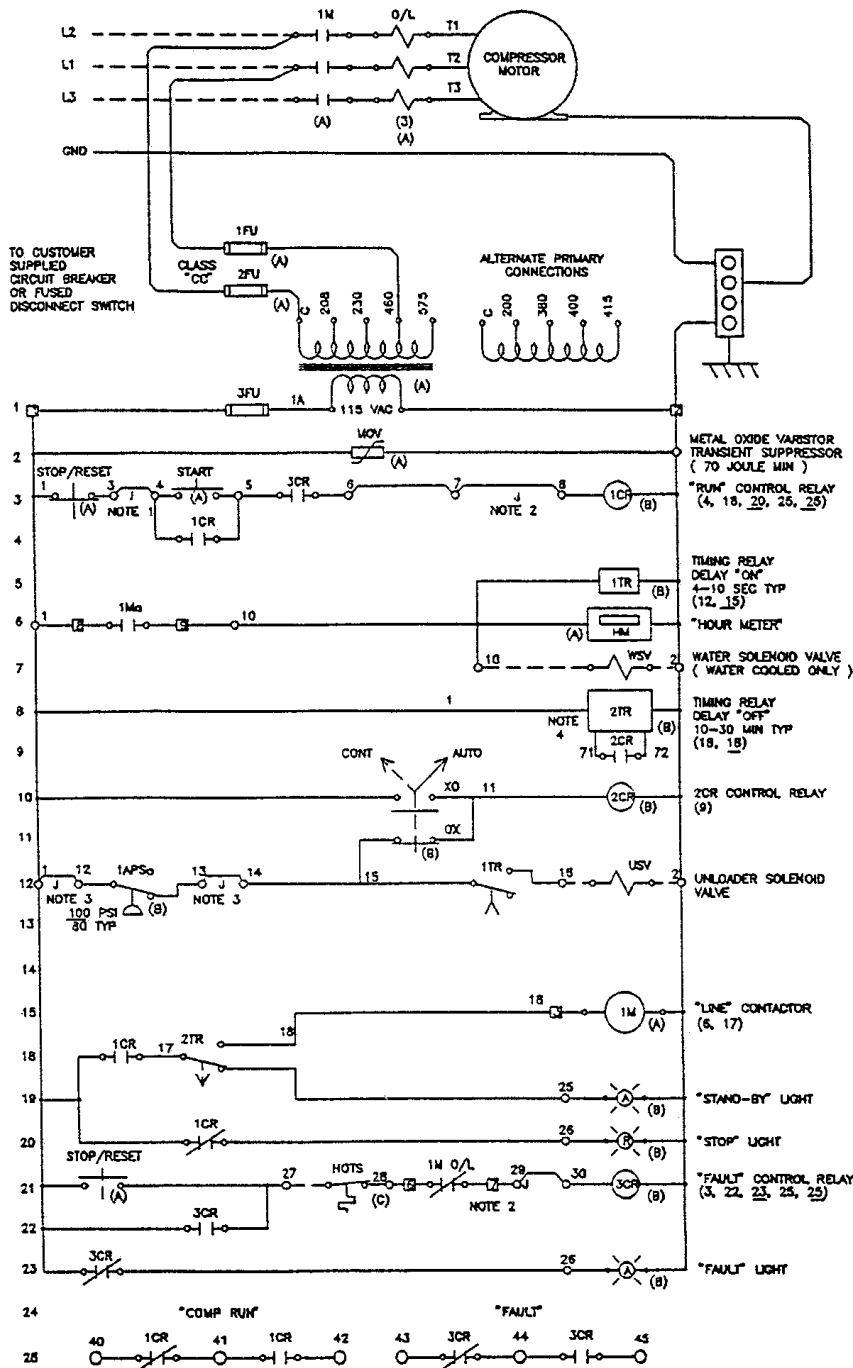 1M O/L
L2 T1
L1 T2
COMPRESSOR
MOTOR
L3 T3
(A) (3)
(A)
GND
1FU
(A)
TO CUSTOMER
SUPPLIED
CIRCUIT BREAKER
OR FUSED
DISCONNECT SWITCH
CLASS
"CC"
2FU
(A)
ALTERNATE PRIMARY
CONNECTIONS
C 208 230 460 575
C 200 380 400 415
(A)
1 3FU 1A 115 VAC 2
2 MOV
(A)
METAL OXIDE VARISTOR
TRANSIENT SUPPRESSOR
( 70 JOULE MIN )
STOP/RESET START
3 1 (A) 3 J 4 (A) 5 3CR 6 7 J 8 1CR (B)
NOTE 1 NOTE 2
"RUN" CONTROL RELAY
(4, 18, 20, 25, 25)
4 1CR
5 1TR (B)
TIMING RELAY
DELAY "ON"
4-10 SEC TYP
(12, 15)
6 1 1Ma 10 (A) HM
"HOUR METER"
7 10 WSV 2
WATER SOLENOID VALVE
( WATER COOLED ONLY )
8 1 NOTE 4 2TR (B)
TIMING RELAY
DELAY "OFF"
10-30 MIN TYP
(18, 18)
9 71 2CR 72
CONT AUTO
10 XO 11 2CR (B)
2CR CONTROL RELAY
(9)
11 OX
(B)
12 1 J 12 1APS (B) 13 J 14 15 1TR 16 USV 2
NOTE 3 NOTE 3
UNLOADER SOLENOID
VALVE
100 PSI
80 TYP
13
14
15 18 1M (A)
"LINE" CONTACTOR
(6, 17)
18 1CR 17 2TR 18
19 25 A (B)
"STAND-BY" LIGHT
20 1CR 26 R (B)
"STOP" LIGHT
STOP/RESET
21 (A) 27 HOTS 28 (C) 6 1M O/L 7 29 J 30 3CR (B)
NOTE 2
"FAULT" CONTROL RELAY
(3, 22, 23, 25, 25)
22 3CR
23 3CR 26 A (B)
"FAULT" LIGHT
24 "COMP RUN" "FAULT"
25 40 1CR 41 1CR 42 43 3CR 44 3CR 45